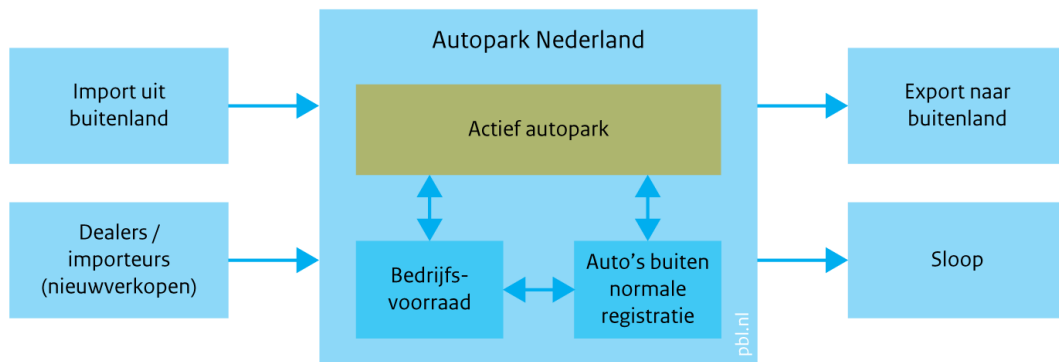 Autopark Nederland
Import uit
buitenland
Actief autopark
Export naar
buitenland
Dealers /
importeurs
(nieuwverkopen)
Bedrijfs-
voorraad
Auto's buiten
normale
registratie
Sloop
pbl.nl